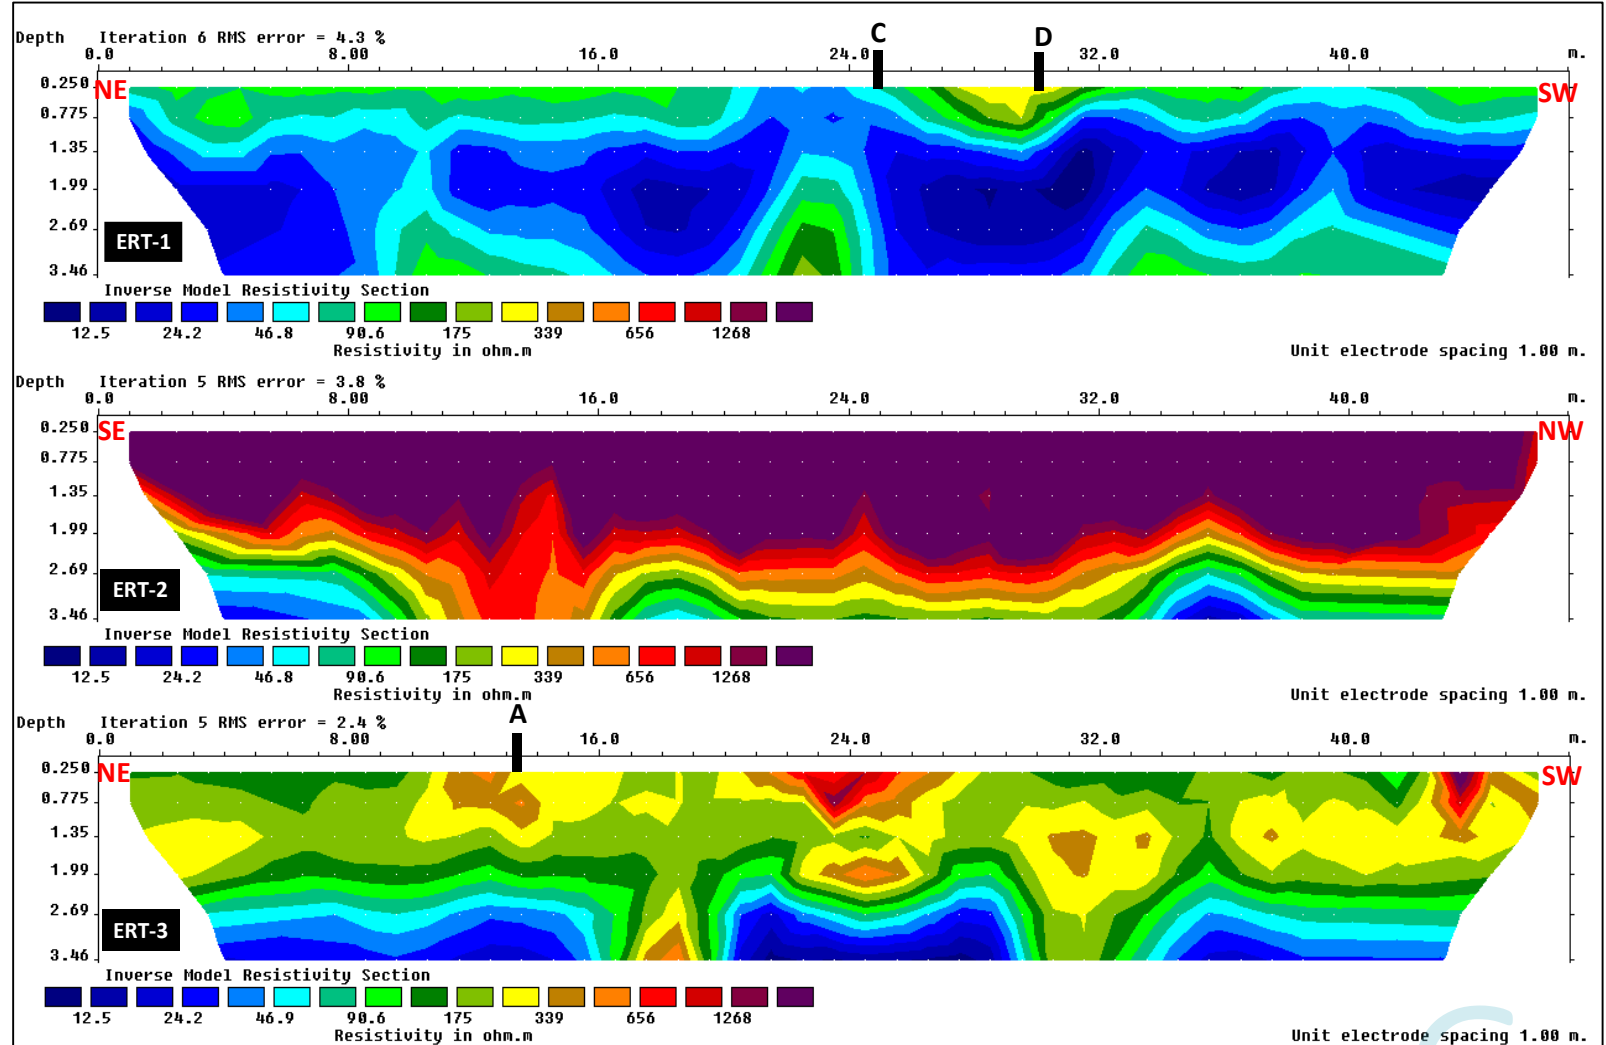 C
D
Depth Iteration 6 RMS error = 4.3 %
0.0 8.00 16.0 24.0 32.0 40.0 m.
NE
SW
0.250
0.775
1.35
1.99
2.69
3.46
ERT-1
Inverse Model Resistivity Section
12.5 24.2 46.8 90.6 175 339 656 1268
Resistivity in ohm.m
Unit electrode spacing 1.00 m.
Depth Iteration 5 RMS error = 3.8 %
0.0 8.00 16.0 24.0 32.0 40.0 m.
SE
NW
0.250
0.775
1.35
1.99
2.69
3.46
ERT-2
Inverse Model Resistivity Section
12.5 24.2 46.8 90.6 175 339 656 1268
Resistivity in ohm.m
Unit electrode spacing 1.00 m.
A
Depth Iteration 5 RMS error = 2.4 %
0.0 8.00 16.0 24.0 32.0 40.0 m.
NE
SW
0.250
0.775
1.35
1.99
2.69
3.46
ERT-3
Inverse Model Resistivity Section
12.5 24.2 46.9 90.6 175 339 656 1268
Resistivity in ohm.m
Unit electrode spacing 1.00 m.